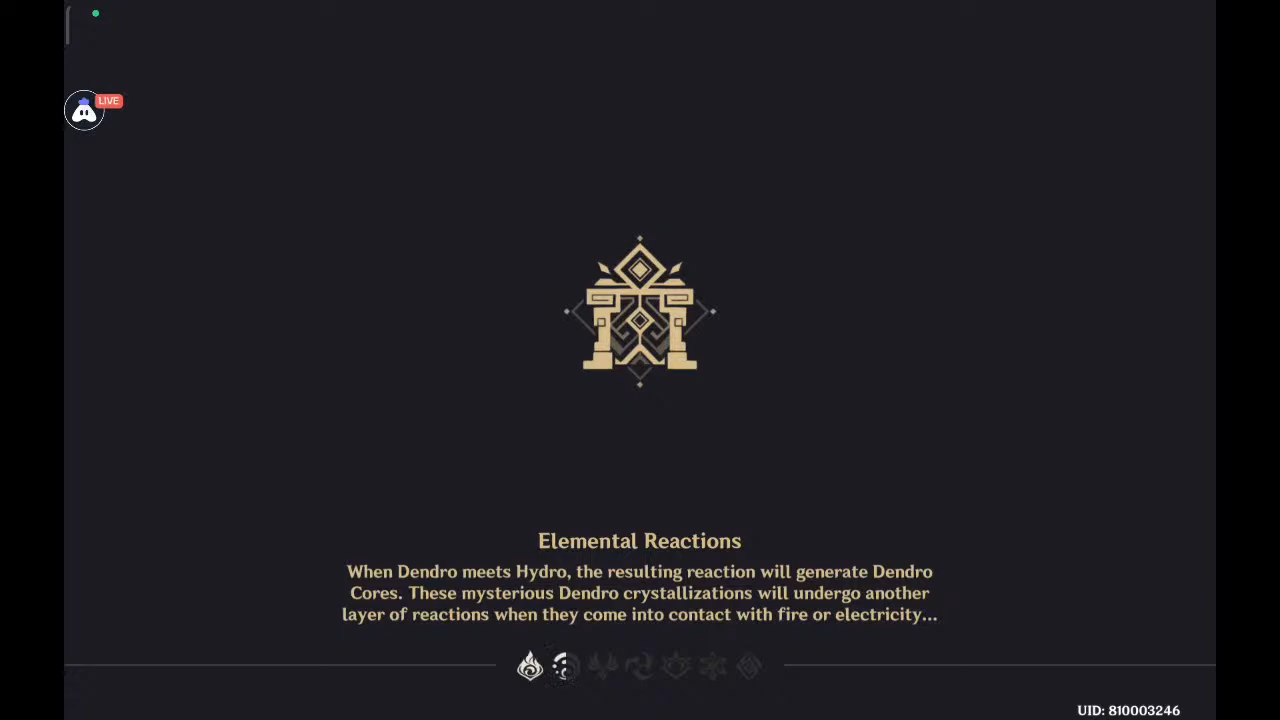 LIVE
Elemental Reactions
When Dendro meets Hydro, the resulting reaction will generate Dendro
Cores. These mysterious Dendro crystallizations will undergo another
layer of reactions when they come into contact with fire or electricity...
UID: 810003246